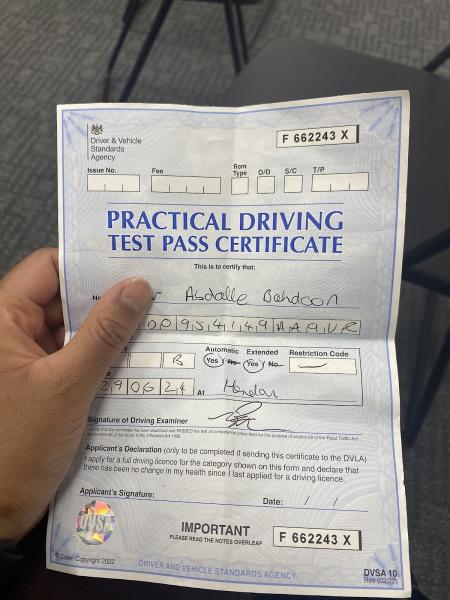 Driver & Vehicle
Standards
Agency
F 662243 X
Issue No.
Fee
Rem
Type
O/D
S/C
T/P
PRACTICAL DRIVING
TEST PASS CERTIFICATE
This is to certify that:
Abdalle
B
Automatic
Extended
Restriction Code
Yes / No
Yes / No
—
290624 At Hendon
Signature of Driving Examiner
Applicant's Declaration (only to be completed if sending this certificate to the DVLA)
I apply for a full driving licence for the category shown on this form and declare that
there has been no change in my health since I last applied for a driving licence.
Applicant's Signature:
Date: / /
DVSA
IMPORTANT
PLEASE READ THE NOTES OVERLEAF
F 662243 X
© Crown Copyright 2022
DRIVER AND VEHICLE STANDARDS AGENCY
DVSA 10
Rev (02/22)